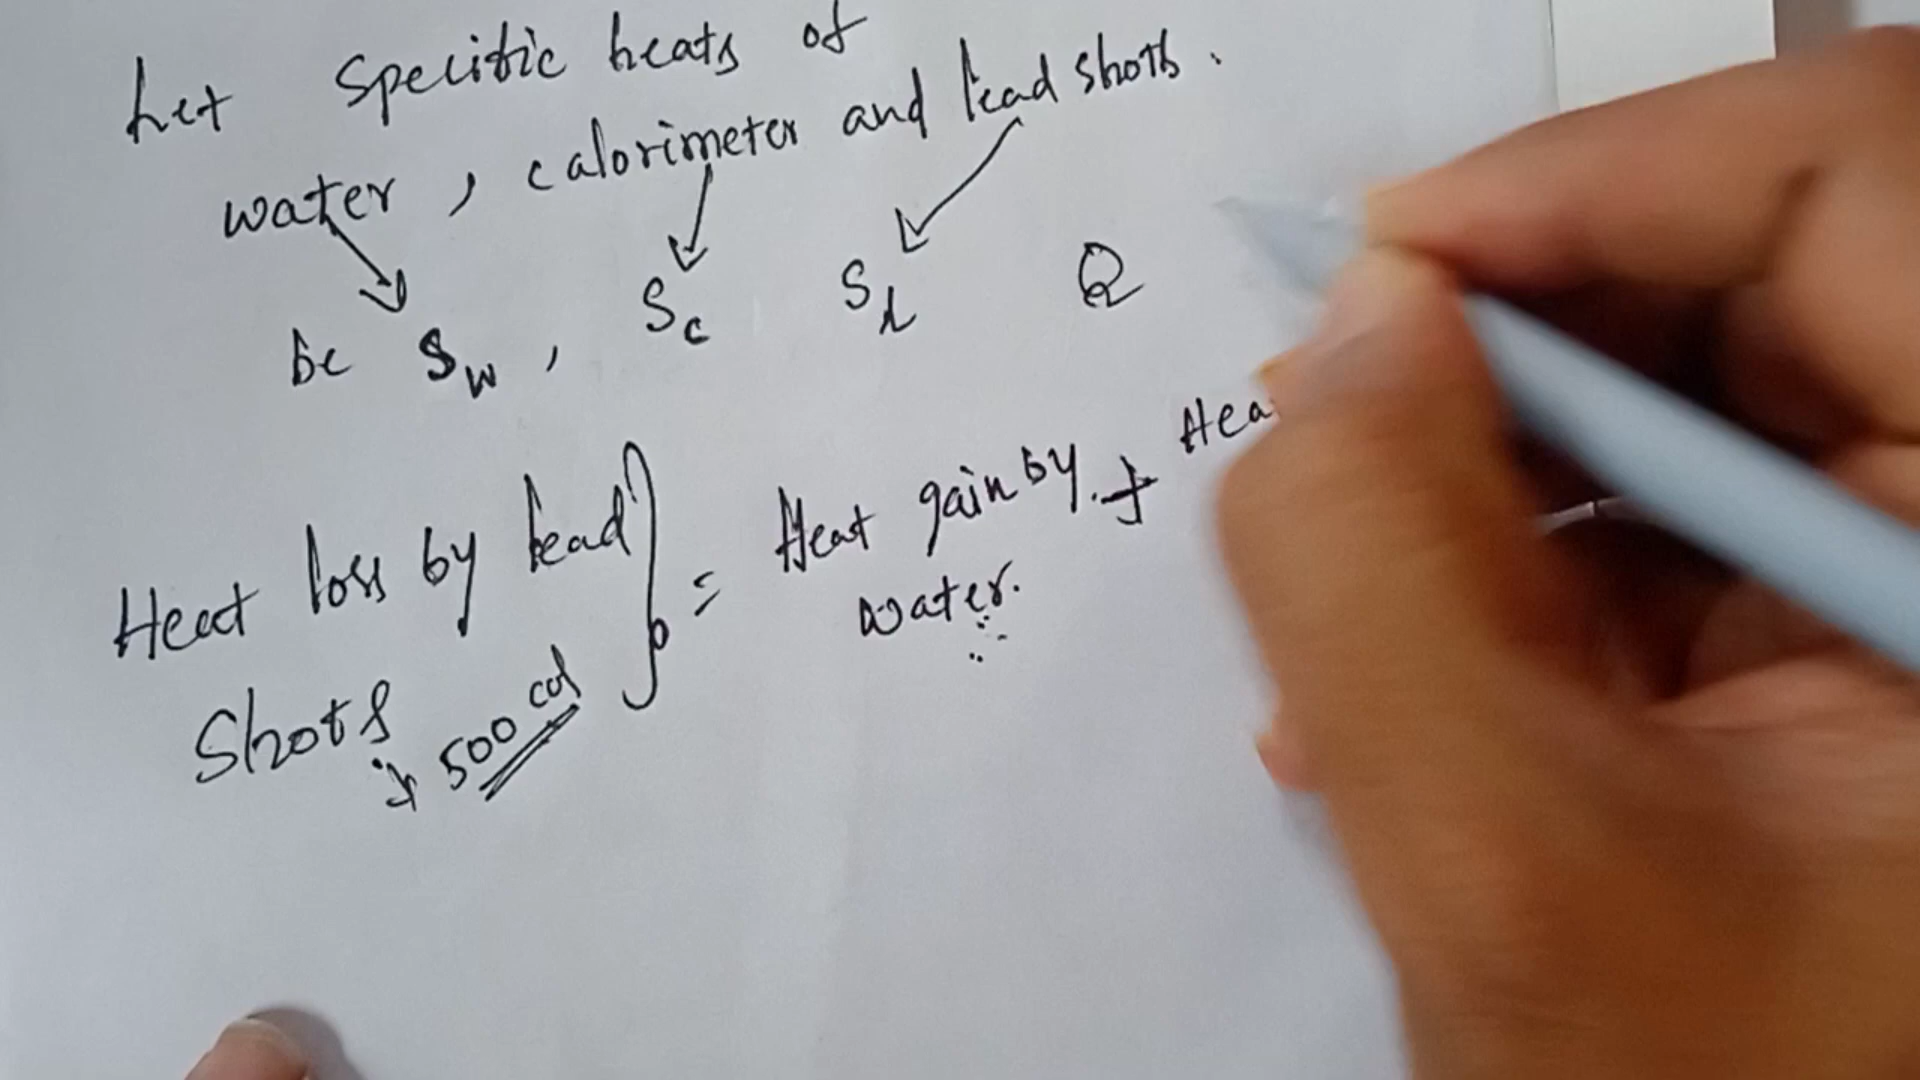 Let specific heats of
water, calorimeter and lead shots.
be Sw, Sc Sl Q
Heat loss by lead = Heat gain by + Hea
shots water.
500 cal